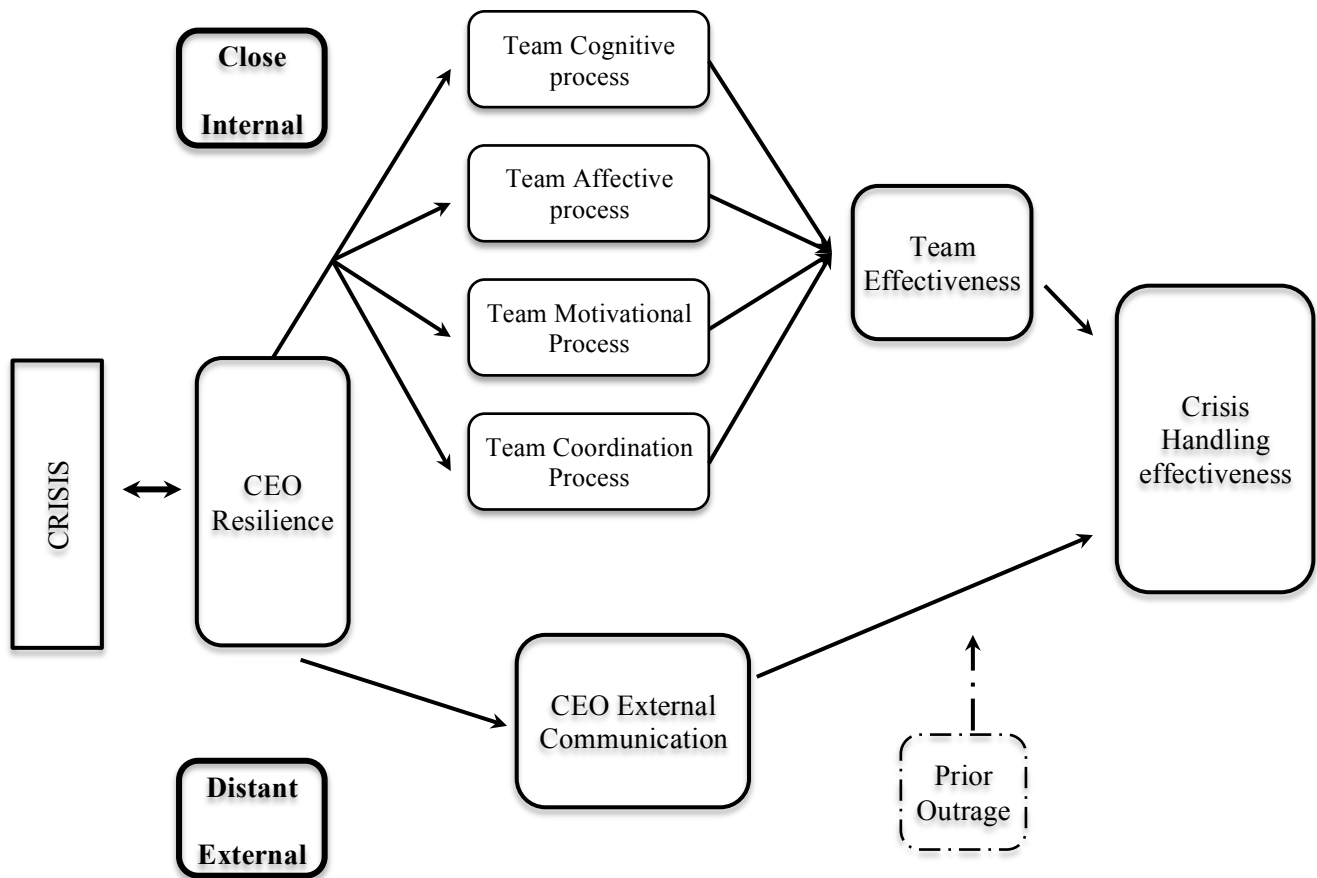 Close
Internal
Team Cognitive
process
Team Affective
process
Team Motivational
Process
Team Coordination
Process
Team
Effectiveness
Crisis
Handling
effectiveness
CRISIS
CEO
Resilience
CEO External
Communication
Prior
Outrage
Distant
External